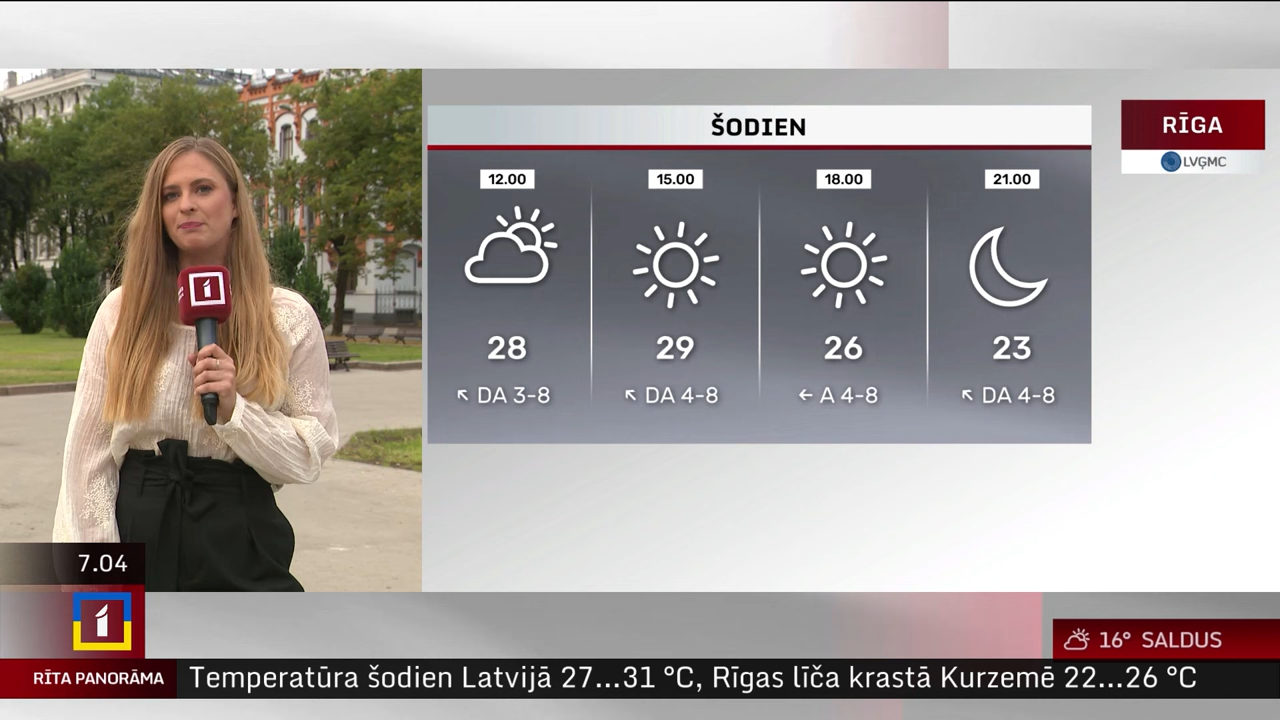 ŠODIEN
RĪGA
LVĢMC
12.00 15.00 18.00 21.00
28 29 26 23
↖ DA 3-8 ↖ DA 4-8 ← A 4-8 ↖ DA 4-8
1
7.04
1
16° SALDUS
RĪTA PANORĀMA
Temperatūra šodien Latvijā 27...31 °C, Rīgas līča krastā Kurzemē 22...26 °C